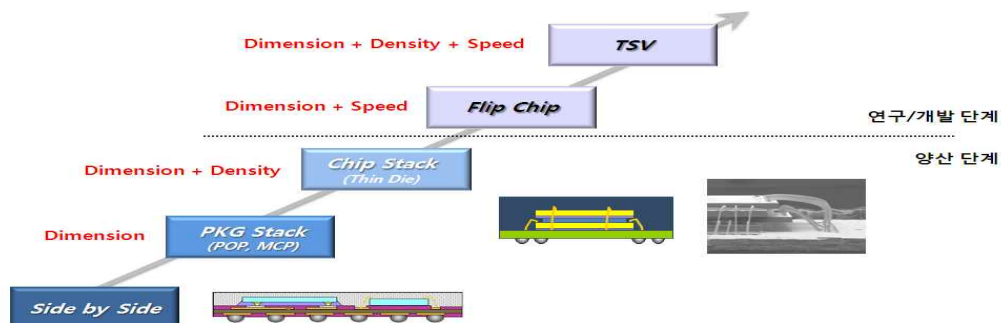 Dimension + Density + Speed
TSV
Dimension + Speed
Flip Chip
연구/개발 단계
양산 단계
Dimension + Density
Chip Stack
(Thin Die)
Dimension
PKG Stack
(POP, MCP)
Side by Side